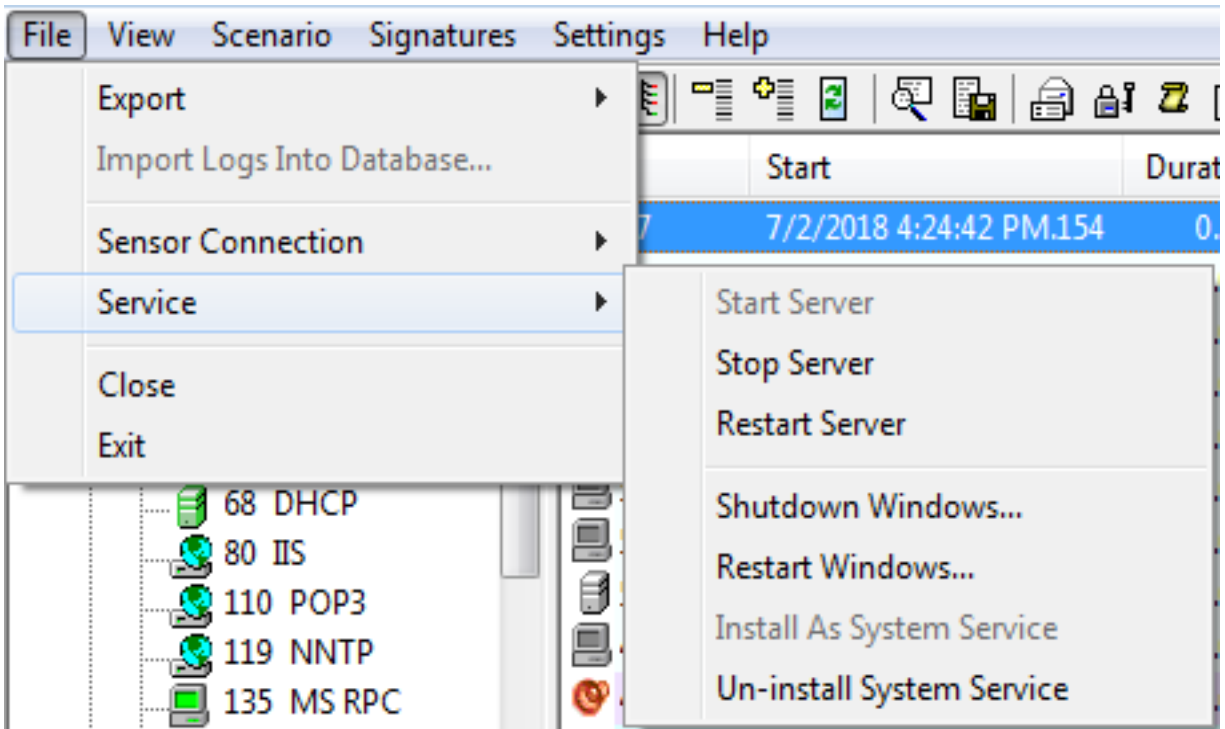 File View Scenario Signatures Settings Help
Export
Import Logs Into Database...
Sensor Connection
Service
Close
Exit
Start
7/2/2018 4:24:42 PM.154
Start Server
Stop Server
Restart Server
Shutdown Windows...
Restart Windows...
Install As System Service
Un-install System Service
68 DHCP
80 IIS
110 POP3
119 NNTP
135 MS RPC